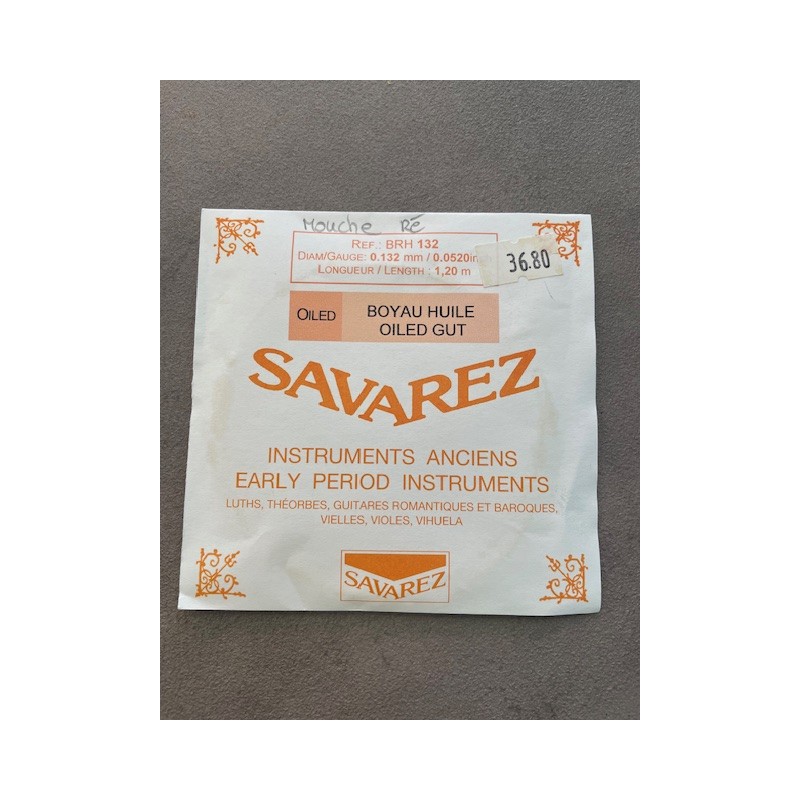 Mouche Ré
REF.: BRH 132
DIAM/GAUGE: 0.132 mm / 0.0520in
LONGUEUR / LENGTH : 1,20 m
36.80
OILED
BOYAU HUILE
OILED GUT
SAVAREZ
INSTRUMENTS ANCIENS
EARLY PERIOD INSTRUMENTS
LUTHS, THÉORBES, GUITARES ROMANTIQUES ET BAROQUES,
VIELLES, VIOLES, VIHUELA
SAVAREZ